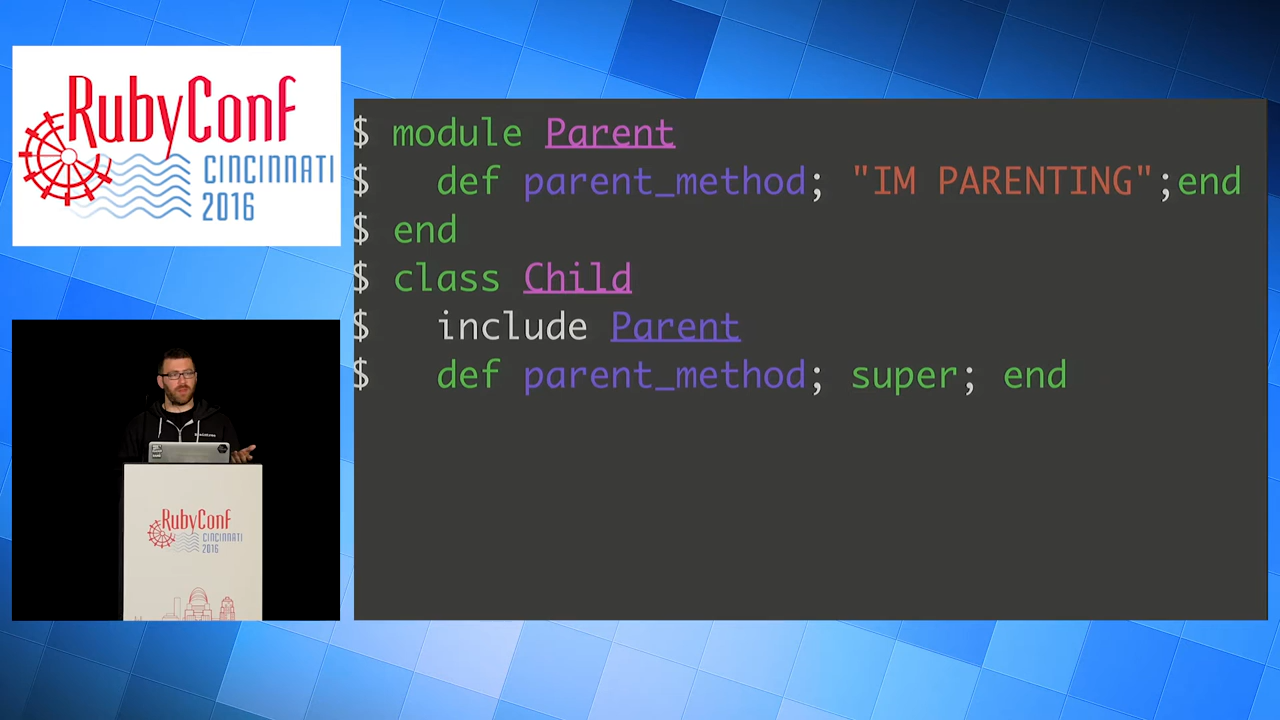 RubyConf
CINCINNATI
2016
$ module Parent
$   def parent_method; "IM PARENTING";end
$ end
$ class Child
$   include Parent
$   def parent_method; super; end
RubyConf
CINCINNATI
2016